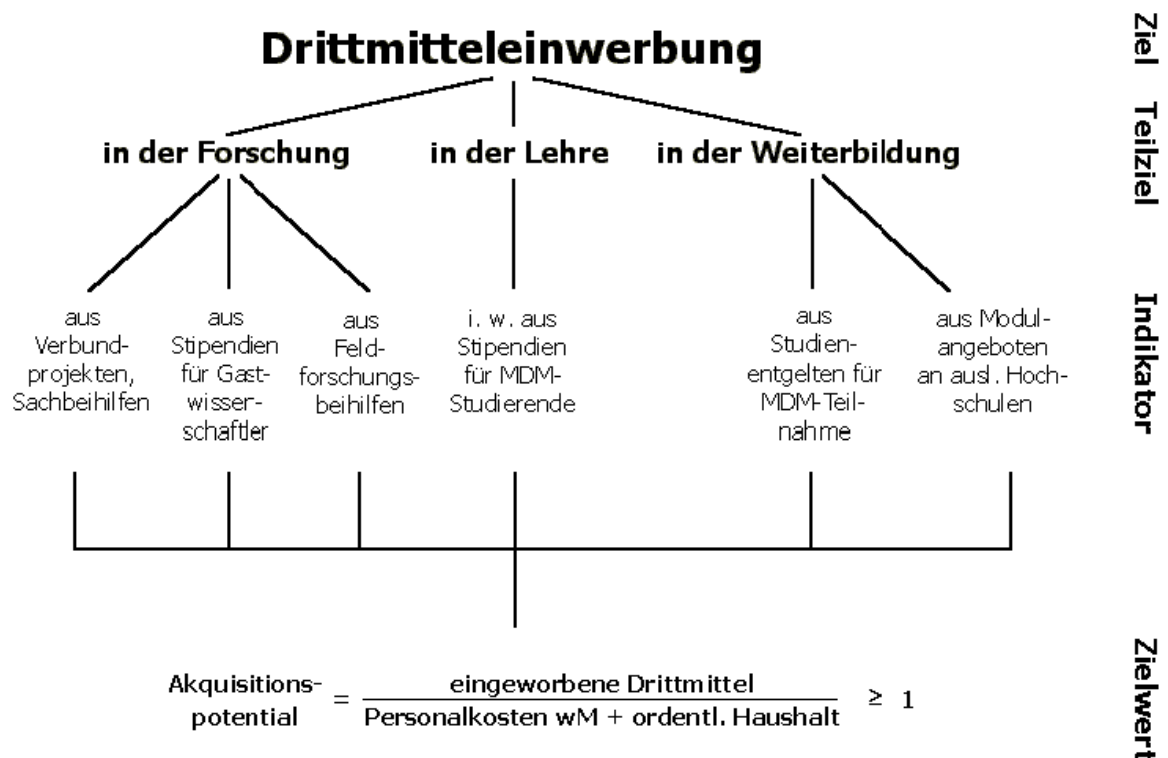 Drittmitteleinwerbung
Ziel
in der Forschung
in der Lehre
in der Weiterbildung
Teilziel
aus
Verbund-
projekten,
Sachbeihilfen
aus
Stipendien
für Gast-
wissen-
schaftler
aus
Feld-
forschungs-
beihilfen
i. w. aus
Stipendien
für MDM-
Studierende
aus
Studien-
entgelten für
MDM-Teil-
nahme
aus Modul-
angeboten
an ausl. Hoch-
schulen
Indikator
Akquisitions-
potential
=
eingeworbene Drittmittel
Personalkosten wM + ordentl. Haushalt
≥ 1
Zielwert